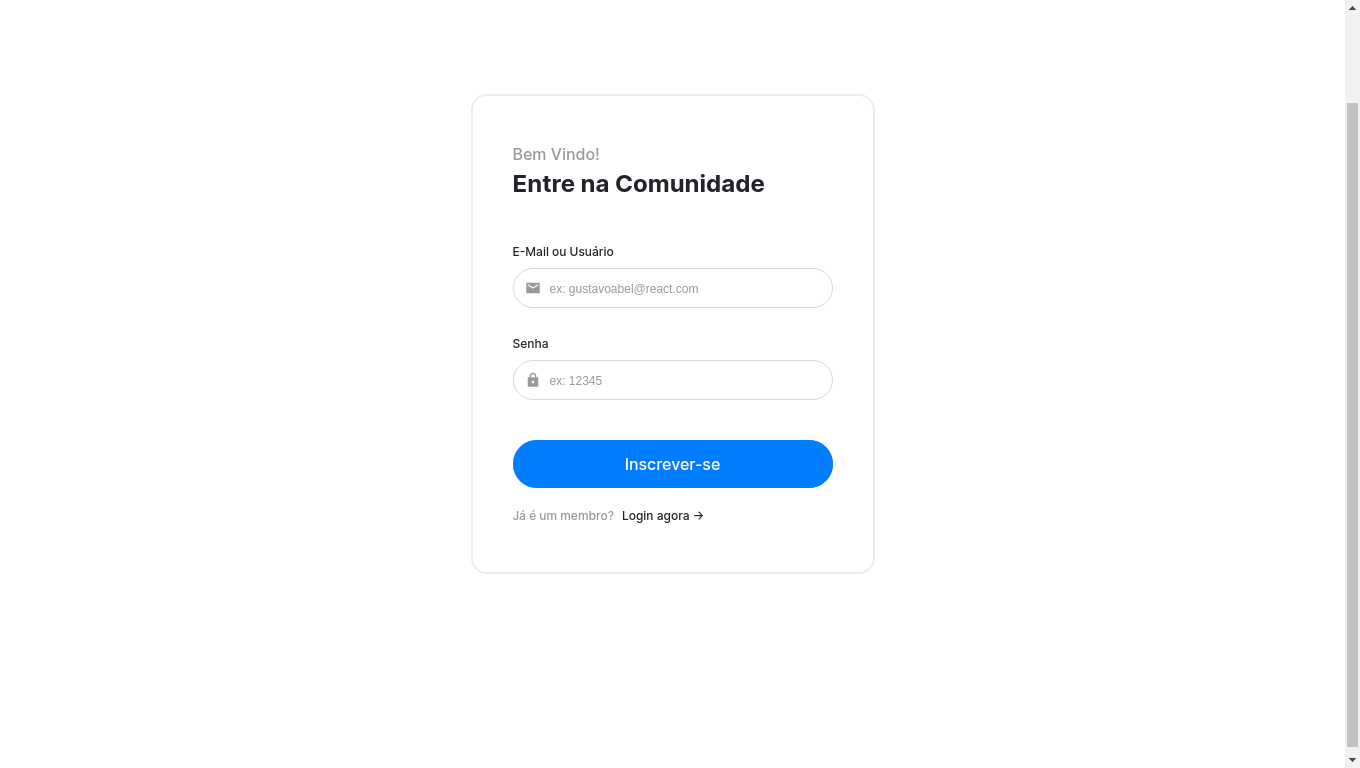 Bem Vindo!
Entre na Comunidade
E-Mail ou Usuário
ex: gustavoabel@react.com
Senha
ex: 12345
Inscrever-se
Já é um membro? Login agora →